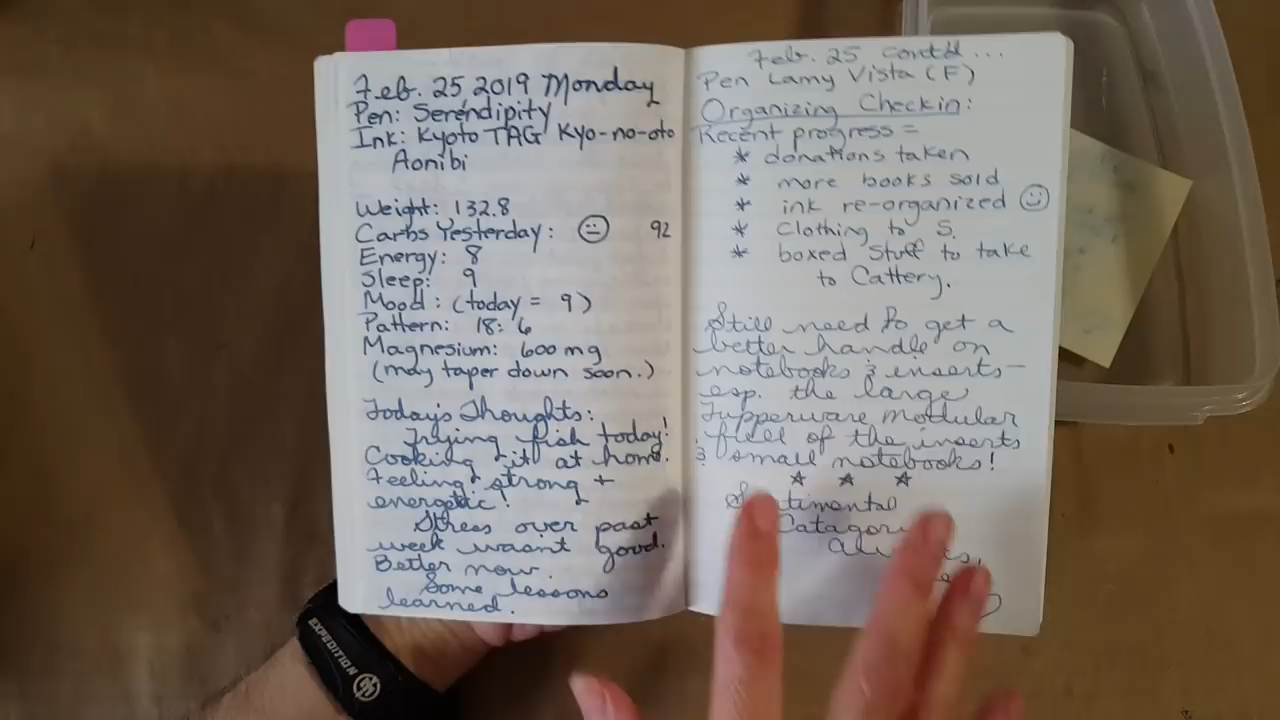 Feb. 25 2019 Monday
Pen: Serendipity
Ink: Kyoto TAG Kyo-no-oto
Aonibi
Weight: 132.8
Carbs Yesterday: 😐 92
Energy: 8
Sleep: 9
Mood: (today = 9)
Pattern: 18:6
Magnesium: 600 mg
(may taper down soon.)
Today's Thoughts:
Trying fish today!
Cooking it at home.
Feeling strong +
energetic!
Stress over past
week wasn't good.
Better now.
Some lessons
learned.
Feb. 25 cont'd...
Pen Lamy Vista (F)
Organizing Checkin:
Recent progress =
* donations taken
* more books sold
* ink re-organized ☺
* Clothing to S.
* boxed stuff to take
to Cattery.
Still need to get a
better handle on
notebooks & inserts—
esp. the large
Tupperware modular
full of the inserts
& small notebooks!
☆ ☆ ☆
EXPEDITION